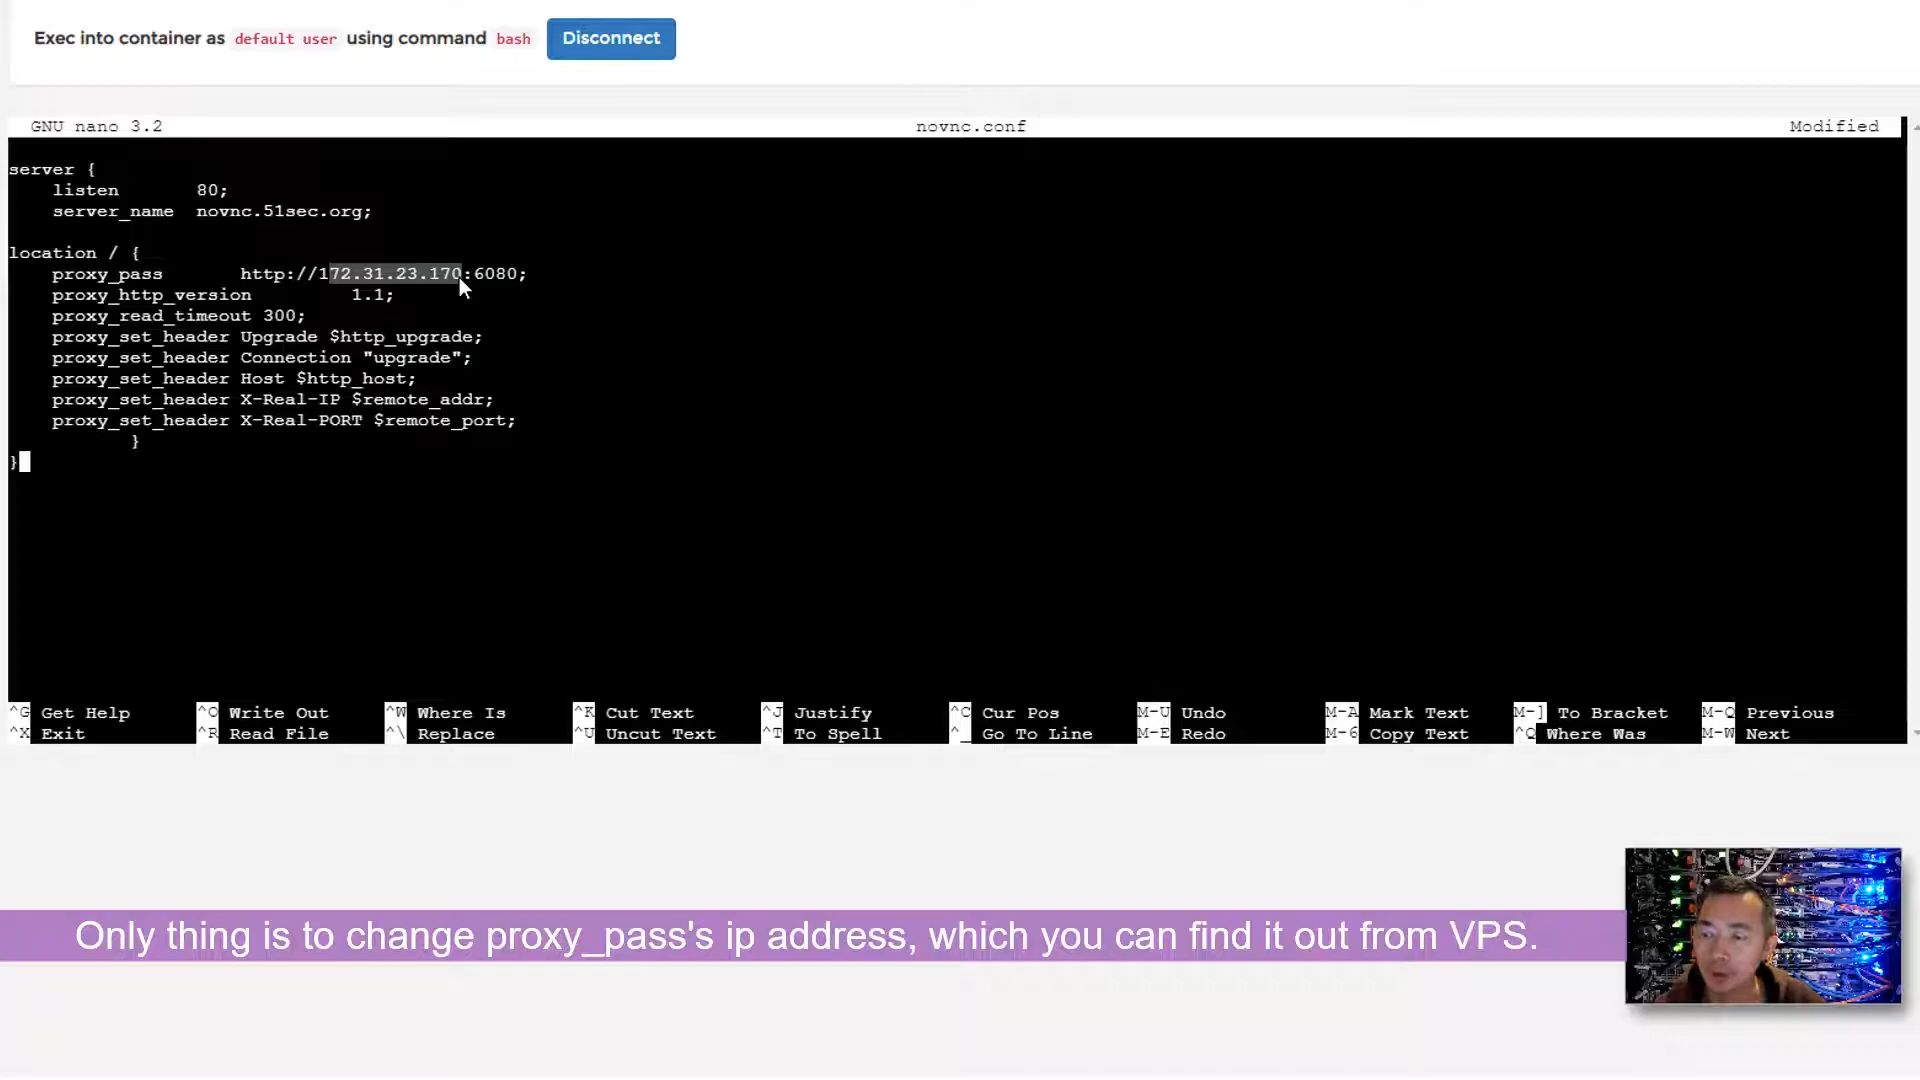 Exec into container as default user using command bash Disconnect
GNU nano 3.2 novnc.conf Modified
server {
listen 80;
server_name novnc.51sec.org;
location / {
proxy_pass http://172.31.23.170:6080;
proxy_http_version 1.1;
proxy_read_timeout 300;
proxy_set_header Upgrade $http_upgrade;
proxy_set_header Connection "upgrade";
proxy_set_header Host $http_host;
proxy_set_header X-Real-IP $remote_addr;
proxy_set_header X-Real-PORT $remote_port;
}
}
^G Get Help ^O Write Out ^W Where Is ^K Cut Text ^J Justify ^C Cur Pos M-U Undo M-A Mark Text M-] To Bracket M-Q Previous
^X Exit ^R Read File ^\ Replace ^U Uncut Text ^T To Spell ^_ Go To Line M-E Redo M-6 Copy Text ^Q Where Was M-W Next
Only thing is to change proxy_pass's ip address, which you can find it out from VPS.